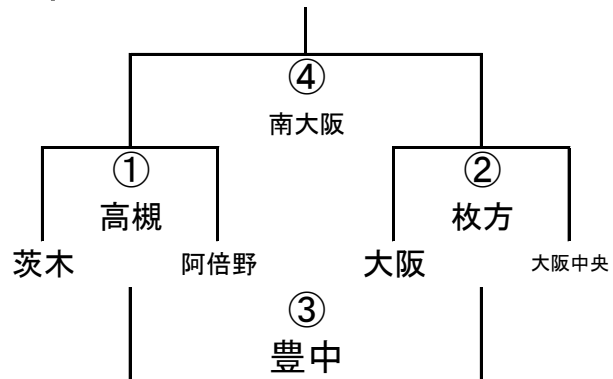 ④
南大阪
① ②
高槻 枚方
茨木 阿倍野 大阪 大阪中央
③
豊中